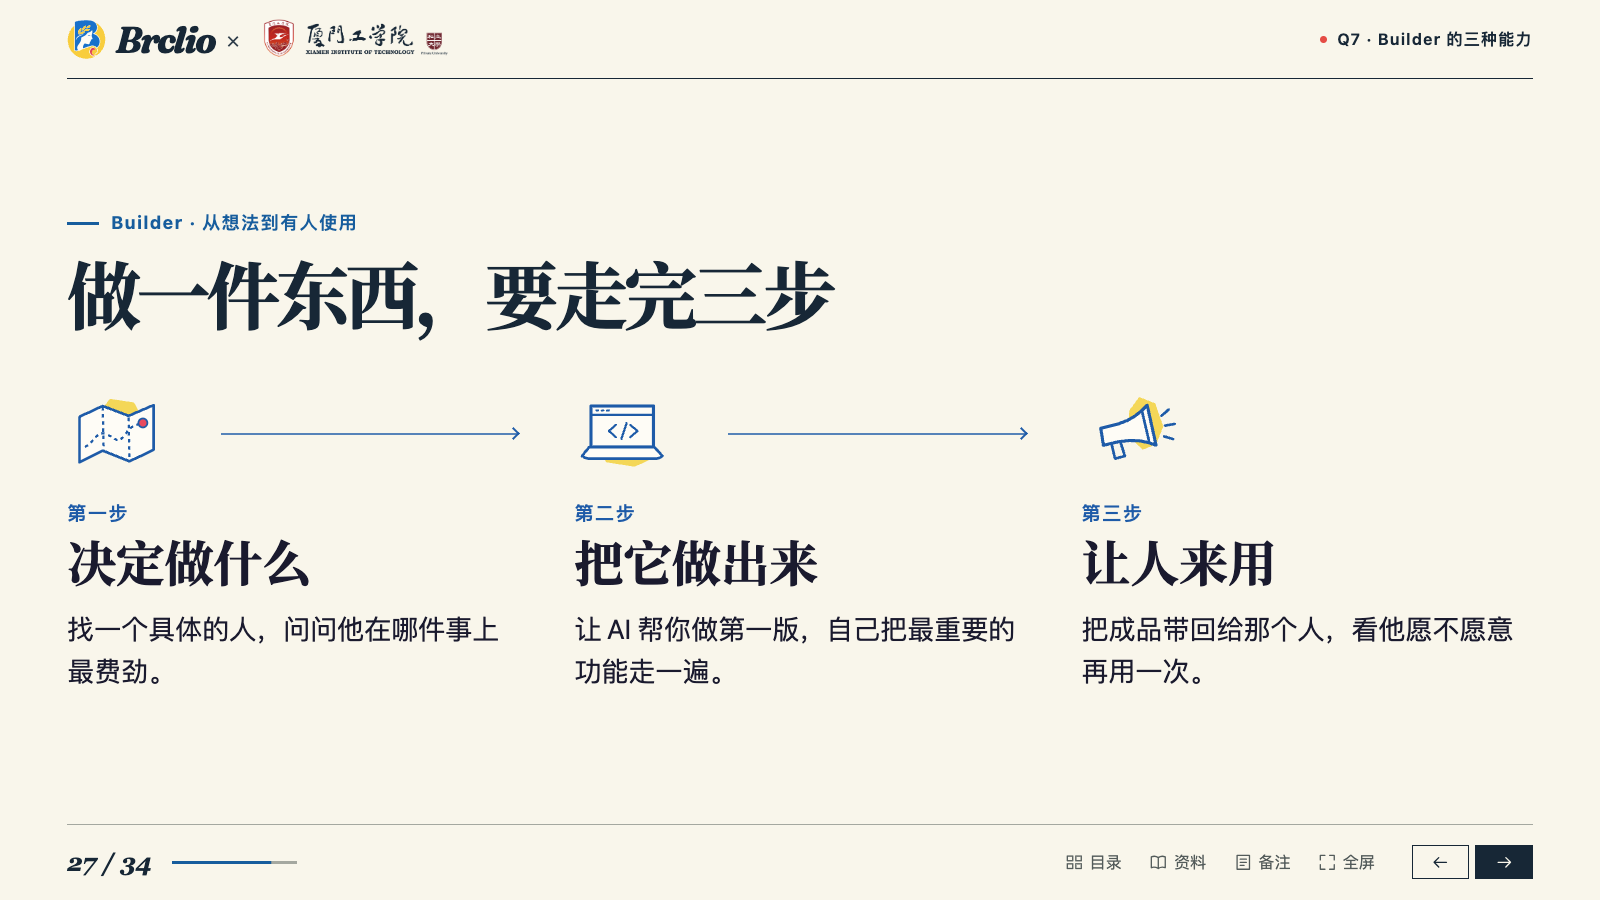 Brclio ×
厦门工学院
XIAMEN INSTITUTE OF TECHNOLOGY
Q7 · Builder 的三种能力
Builder · 从想法到有人使用
做一件东西，要走完三步
第一步
决定做什么
找一个具体的人，问问他在哪件事上
最费劲。
第二步
把它做出来
让 AI 帮你做第一版，自己把最重要的
功能走一遍。
第三步
让人来用
把成品带回给那个人，看他愿不愿意
再用一次。
27 / 34
目录
资料
备注
全屏